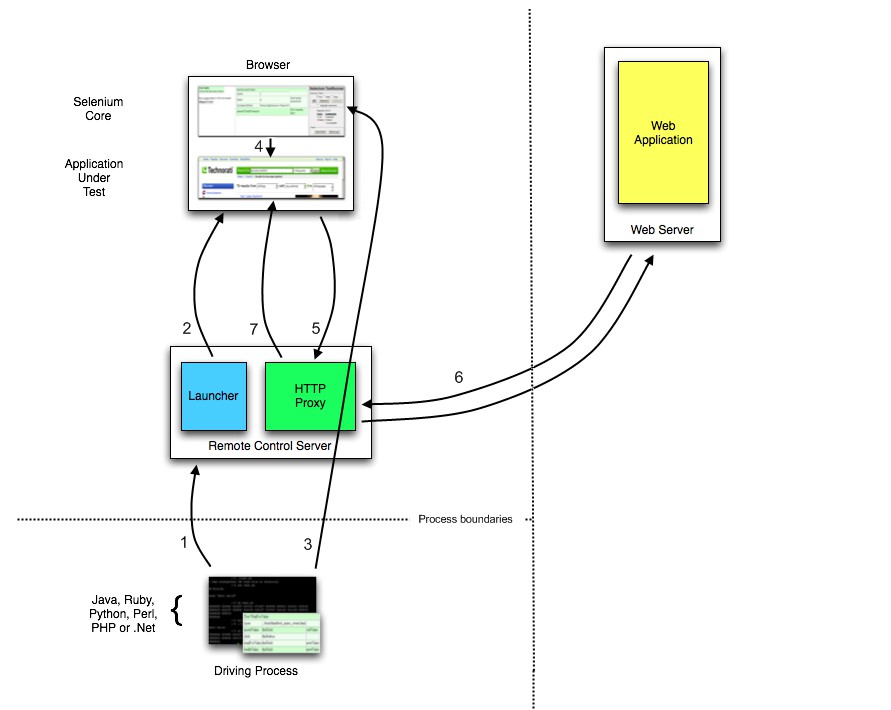 Browser
Selenium
Core
4
Application
Under
Test
Technorati
Web
Application
Web Server
2
7
5
6
Launcher
HTTP
Proxy
Remote Control Server
Process boundaries
1
3
Java, Ruby,
Python, Perl,
PHP or .Net
{
Driving Process